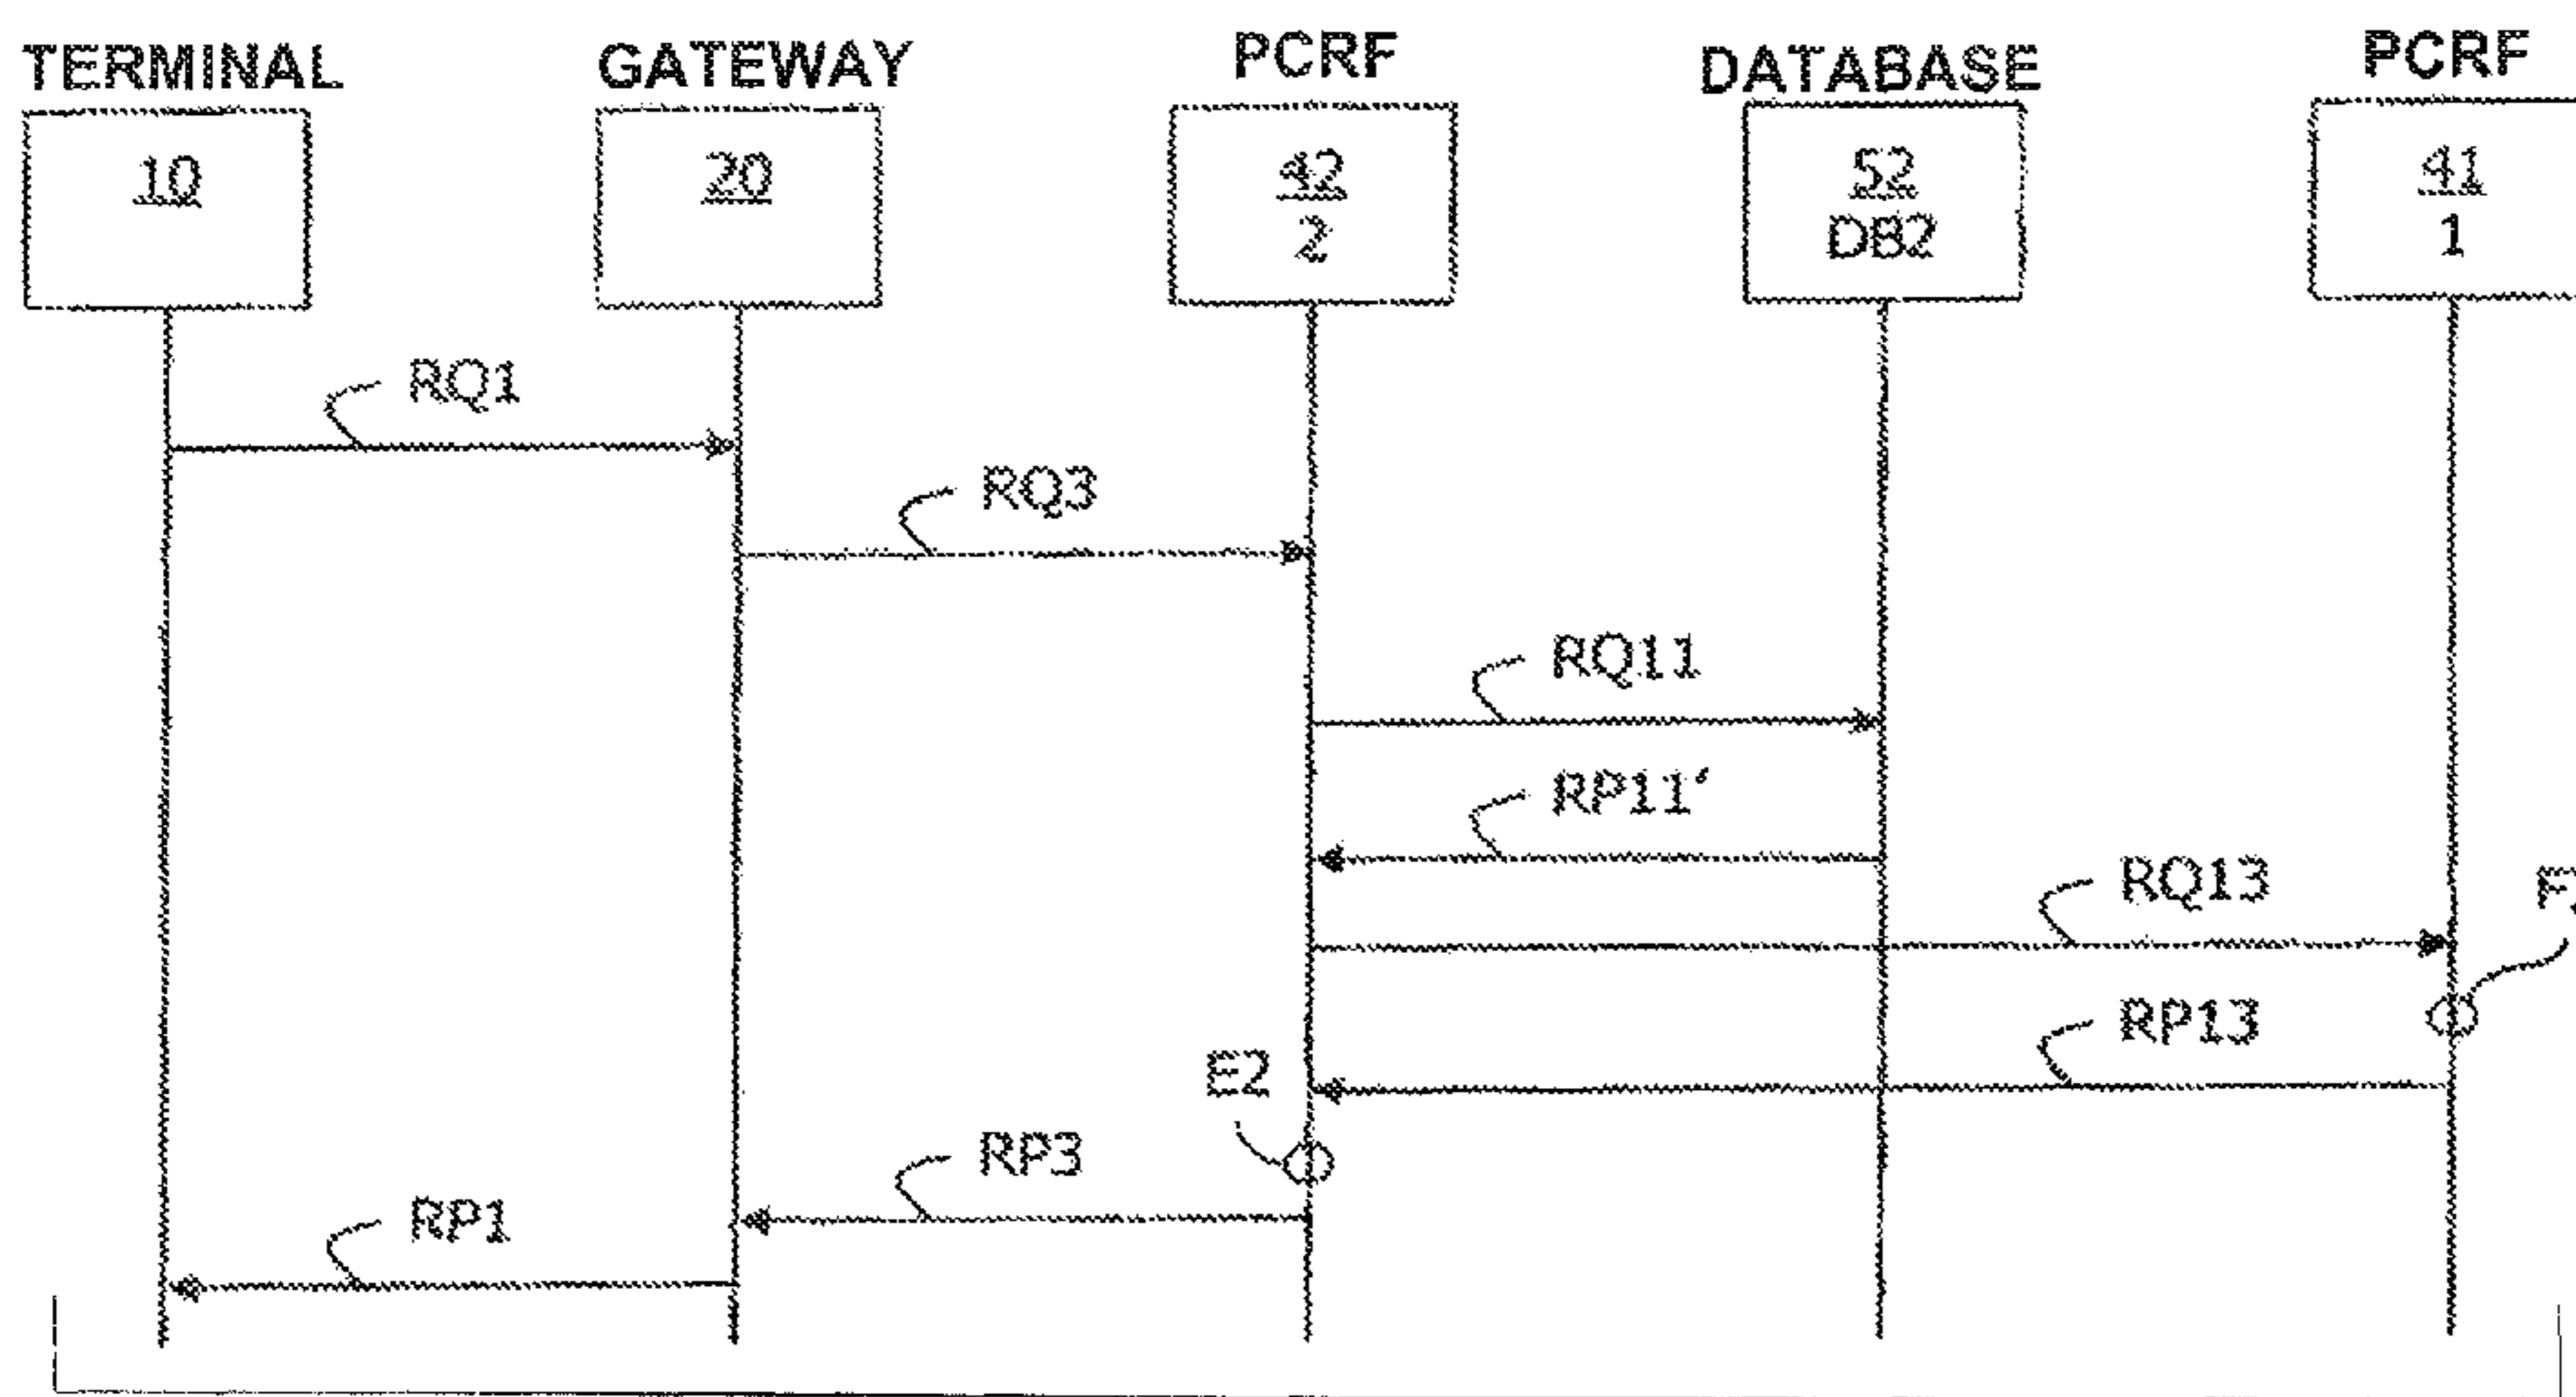 TERMINAL GATEWAY PCRF DATABASE PCRF
10 20 42 52 41
2 DB2 1
RQ1
RQ3
RQ11
RP11‘
RQ13
RP13
E2
RP3
RP1